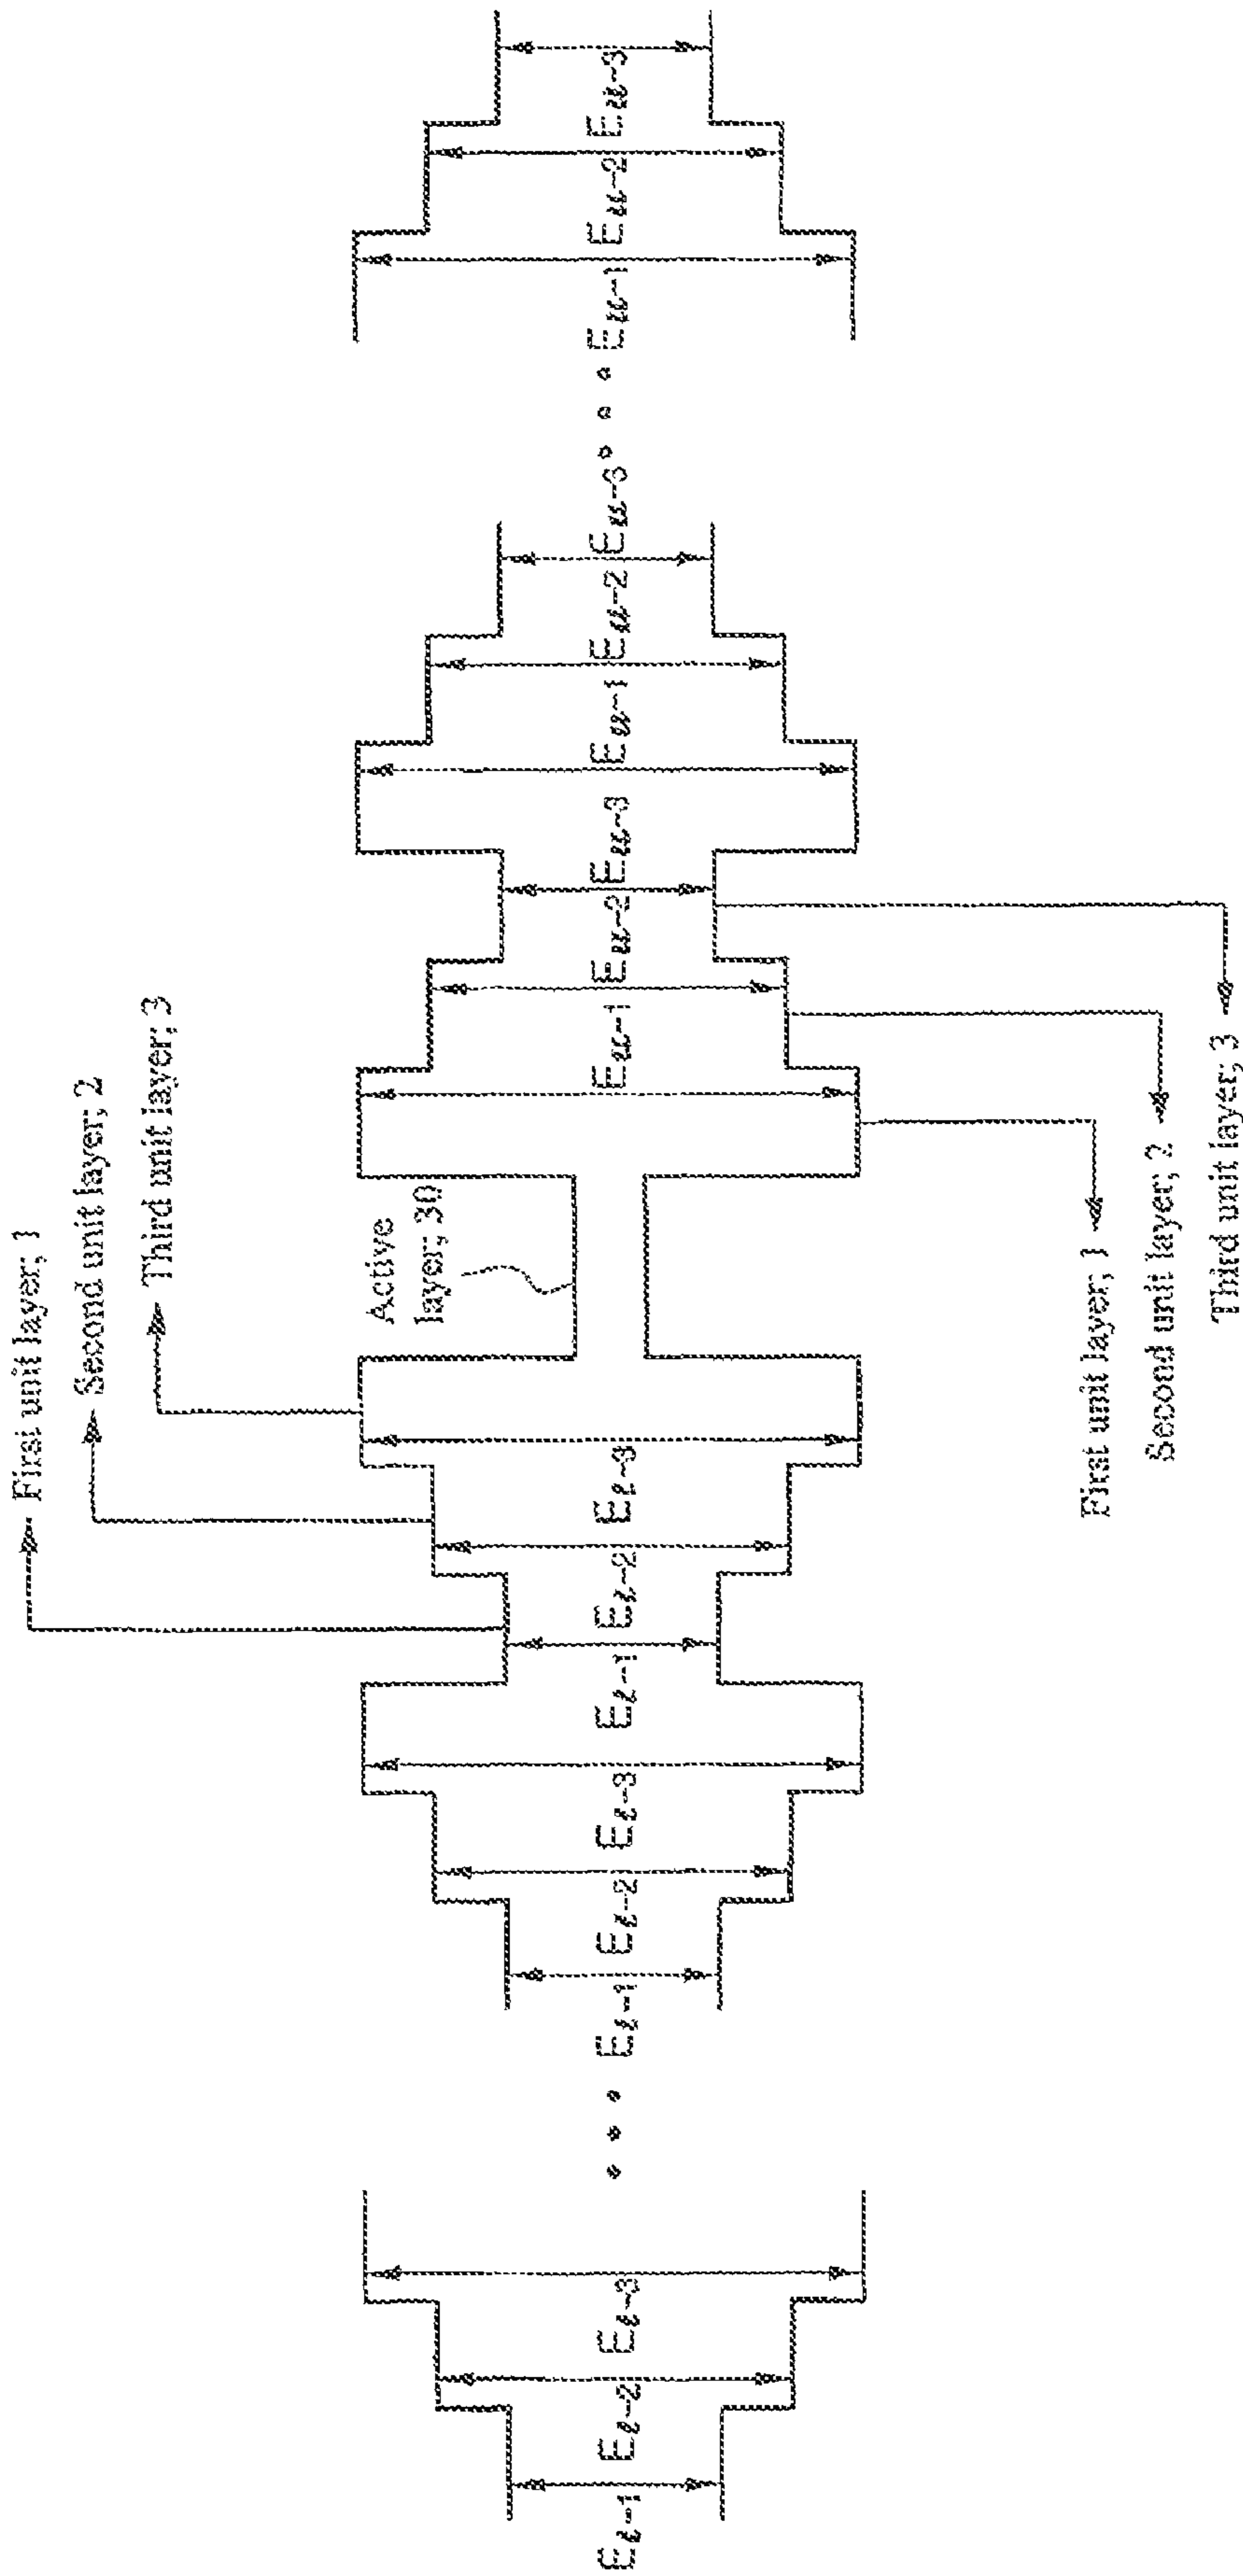 First unit layer; 1
Second unit layer; 2
Third unit layer; 3
Active
layer; 30
Eℓ-1 Eℓ-2 Eℓ-3 • • • Eℓ-1 Eℓ-2 Eℓ-3 Eℓ-1 Eℓ-2 Eℓ-3 Eu-1 Eu-2 Eu-3 Eu-1 Eu-2 Eu-3 • • • Eu-1 Eu-2 Eu-3
First unit layer; 1
Second unit layer; 2
Third unit layer; 3